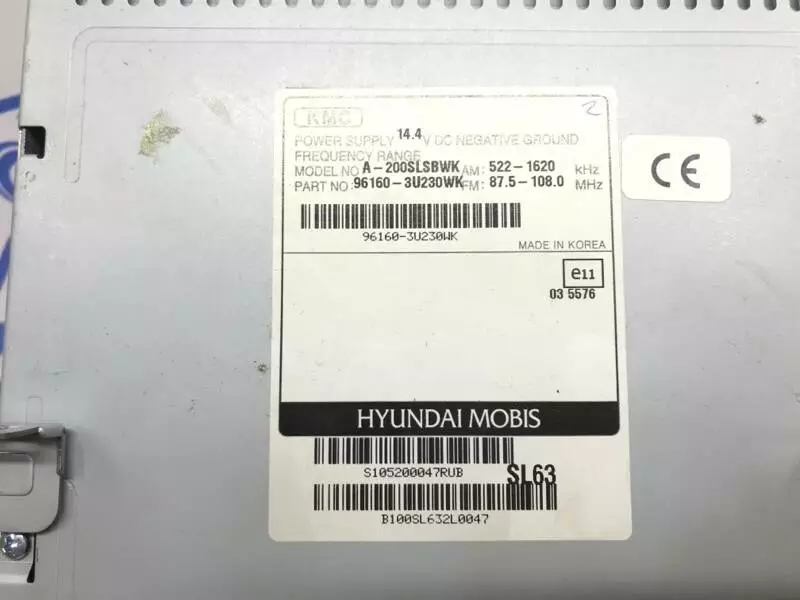 KMC
2
POWER SUPPLY 14.4 V DC NEGATIVE GROUND
FREQUENCY RANGE
MODEL NO A-200SLSBWK AM: 522-1620 KHz
PART NO: 96160-3U230WK FM: 87.5-108.0 MHz
CE
96160-3U230WK
MADE IN KOREA
e11
03 5576
HYUNDAI MOBIS
S105200047RUB
SL63
B100SL632L0047